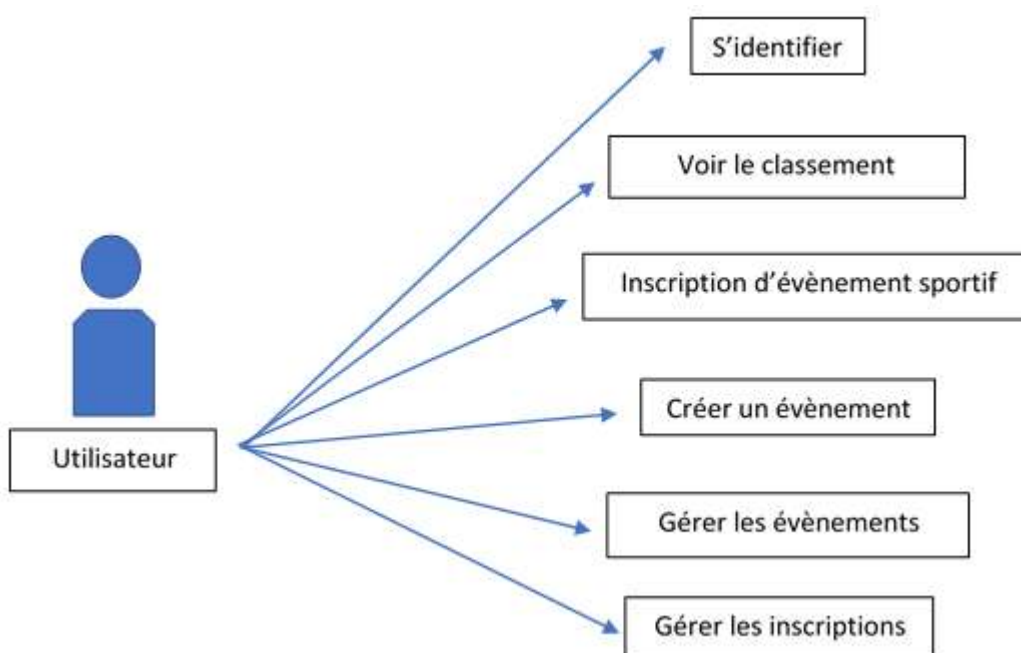 S'identifier
Voir le classement
Inscription d'évènement sportif
Créer un évènement
Utilisateur
Gérer les évènements
Gérer les inscriptions